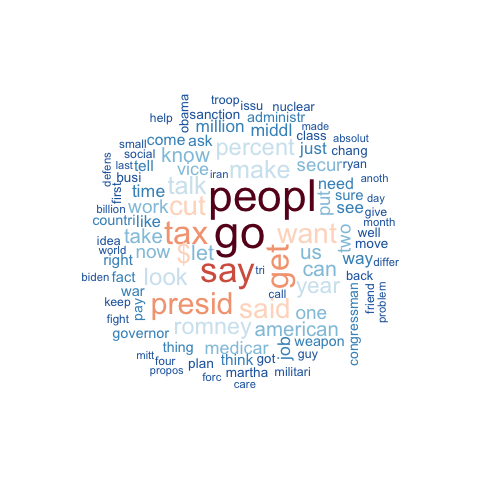 troop
issu
nuclear
obama
sanction
made
help
million
administr
absolut
come
ask
middl
class
small
know
percent
just
chang
social
tell
vice
make
secur
ryan
defens
last
busi
talk
iran
need
anoth
first
time
cut
peopl
put
sure
day
billion
work
see
give
countri
like
tax
go
want
two
month
idea
take
$
let
us
way
well
world
now
get
move
right
look
say
tri
can
differ
biden
fact
year
back
war
call
congressman
friend
problem
keep
pay
presid
said
one
fight
romney
american
governor
job
weapon
thing
medicar
mitt
four
think
got.
guy
propos
plan
martha
militari
forc
care